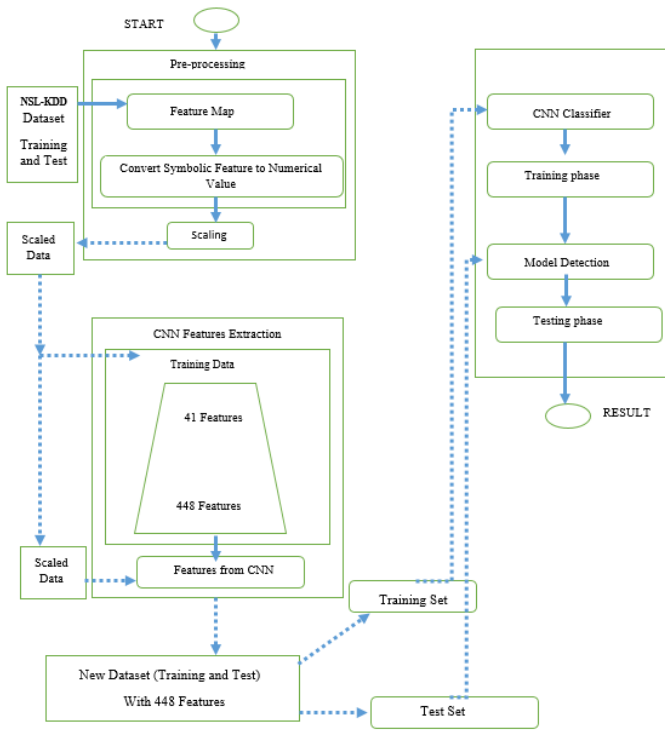 START
Pre-processing
NSL-KDD
Dataset
Training
and Test
Feature Map
Convert Symbolic Feature to Numerical
Value
Scaling
Scaled
Data
CNN Features Extraction
Training Data
41 Features
448 Features
Features from CNN
Scaled
Data
New Dataset (Training and Test)
With 448 Features
Training Set
Test Set
CNN Classifier
Training phase
Model Detection
Testing phase
RESULT